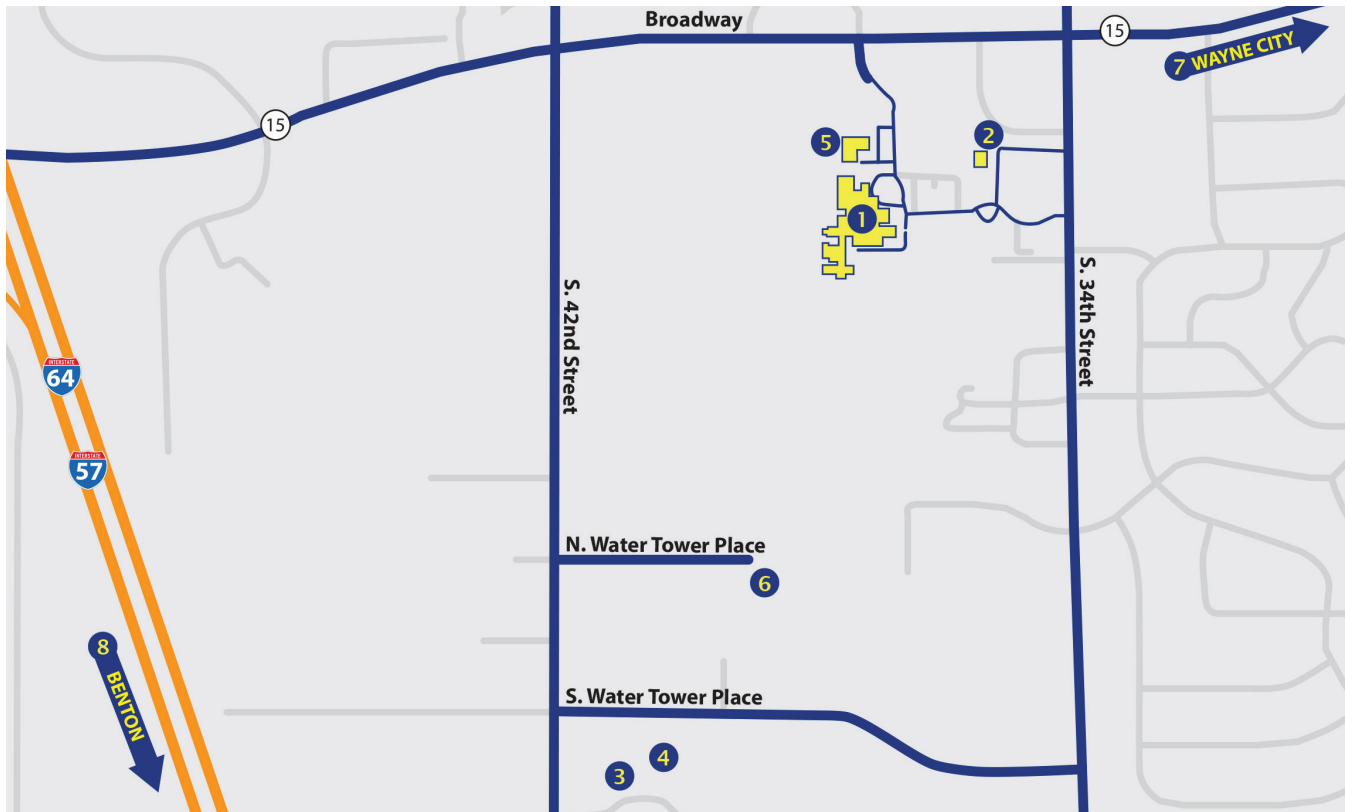 Broadway
15
7 WAYNE CITY
15
5
2
1
S. 42nd Street
S. 34th Street
INTERSTATE
64
INTERSTATE
57
N. Water Tower Place
6
8
BENTON
S. Water Tower Place
4
3